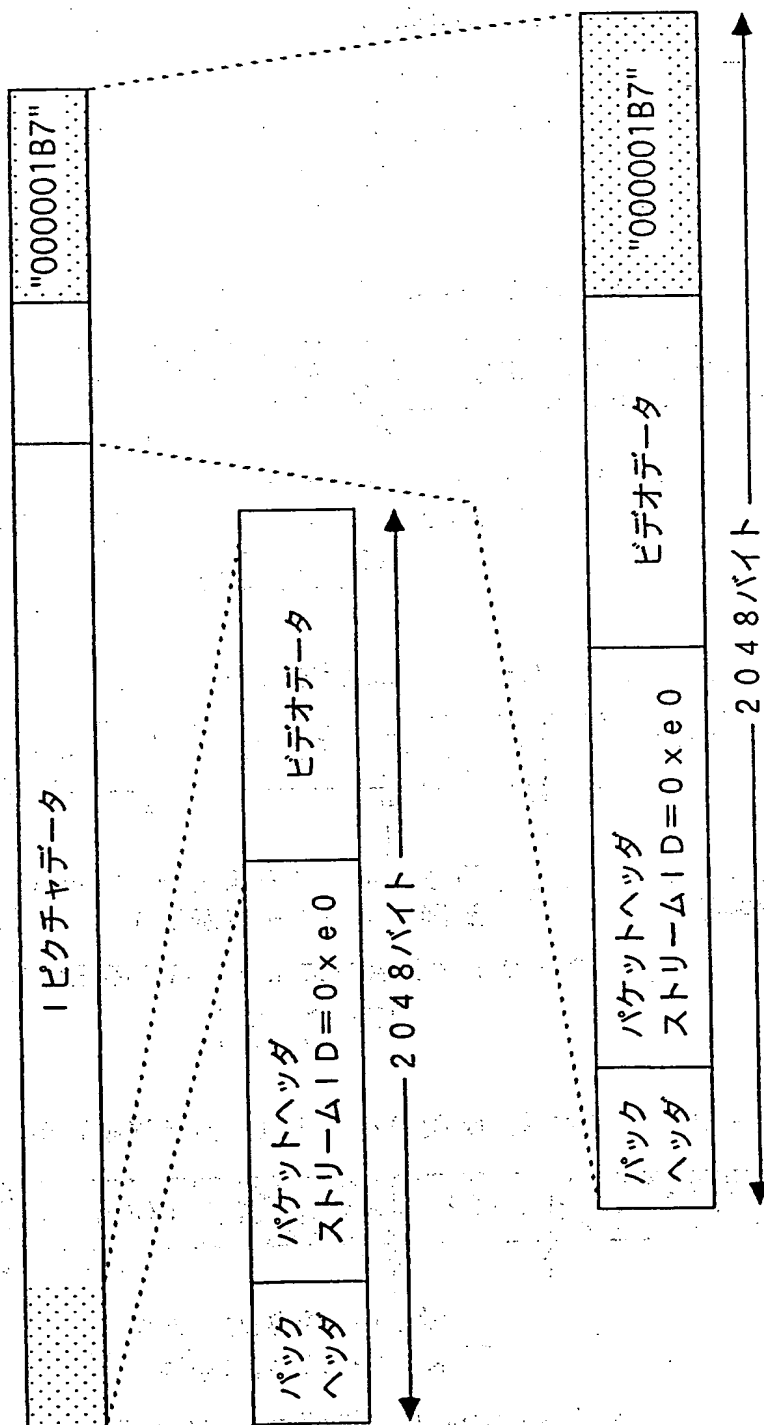 1ピクチャデータ
"000001B7"
パック
ヘッダ
パケットヘッダ
ストリームID=0xe0
ビデオデータ
2048バイト
パック
ヘッダ
パケットヘッダ
ストリームID=0xe0
ビデオデータ
"000001B7"
2048バイト